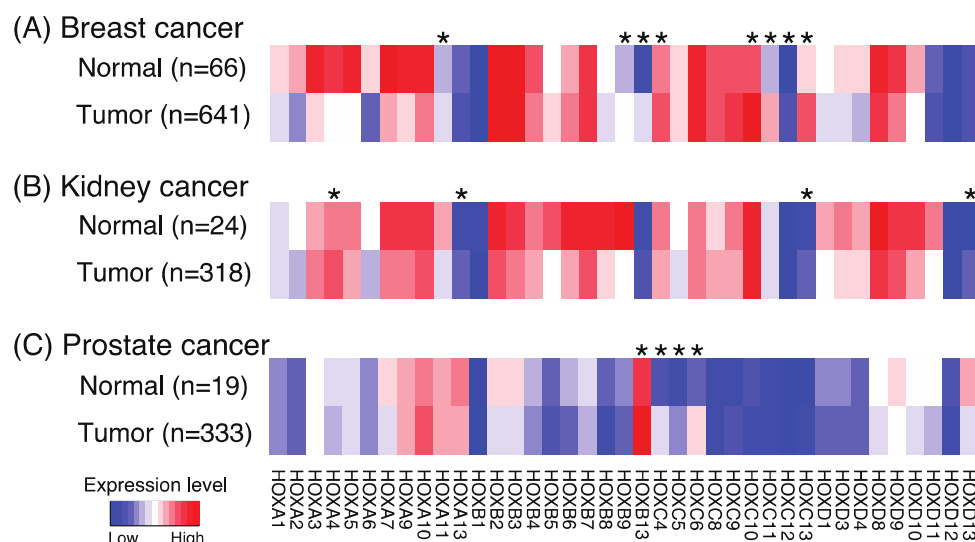 (A) Breast cancer
* * * * * * * *
Normal (n=66)
Tumor (n=641)
(B) Kidney cancer
* * * *
Normal (n=24)
Tumor (n=318)
(C) Prostate cancer
* * * *
Normal (n=19)
Tumor (n=333)
HOXA1
HOXA2
HOXA3
HOXA4
HOXA5
HOXA6
HOXA7
HOXA9
HOXA10
HOXA11
HOXA13
HOXB1
HOXB2
HOXB3
HOXB4
HOXB5
HOXB6
HOXB7
HOXB8
HOXB9
HOXB13
HOXC4
HOXC5
HOXC6
HOXC8
HOXC9
HOXC10
HOXC11
HOXC12
HOXC13
HOXD1
HOXD3
HOXD4
HOXD8
HOXD9
HOXD10
HOXD11
HOXD12
HOXD13
Expression level
Low High